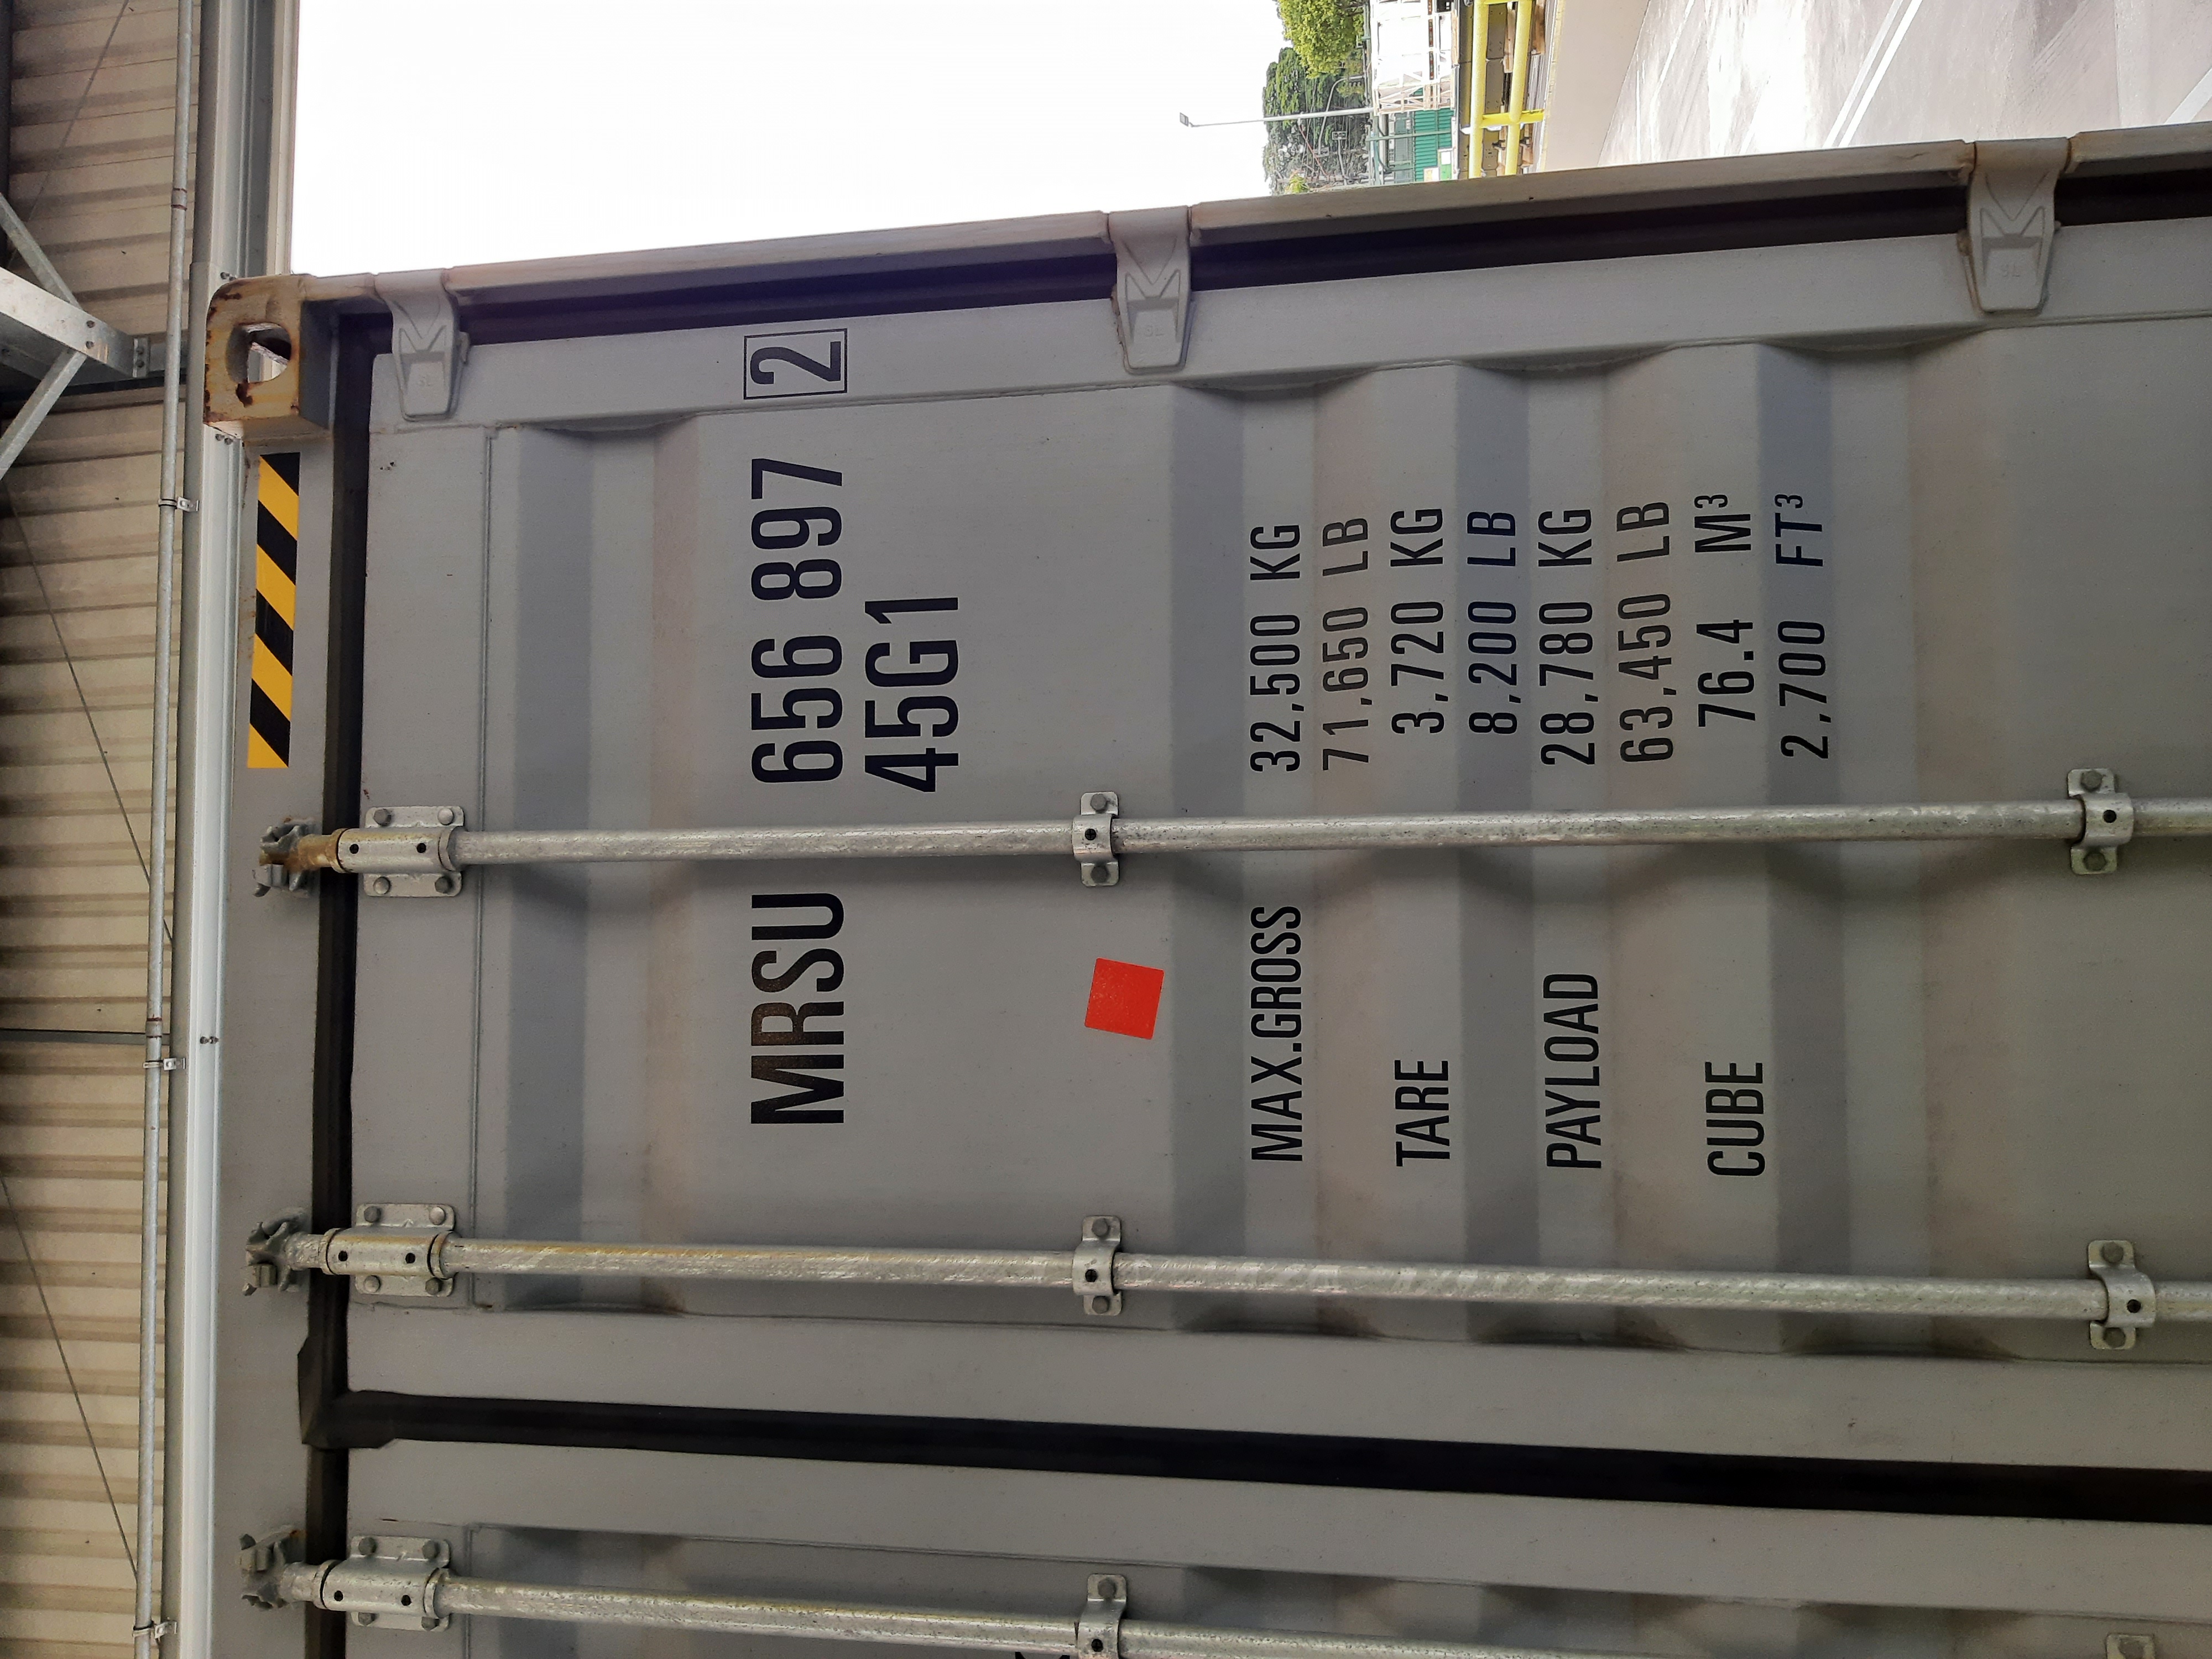 MRSU 656 897 2
45G1
MAX.GROSS 32,500 KG
71,650 LB
TARE 3,720 KG
8,200 LB
PAYLOAD 28,780 KG
63,450 LB
CUBE 76.4 M³
2,700 FT³